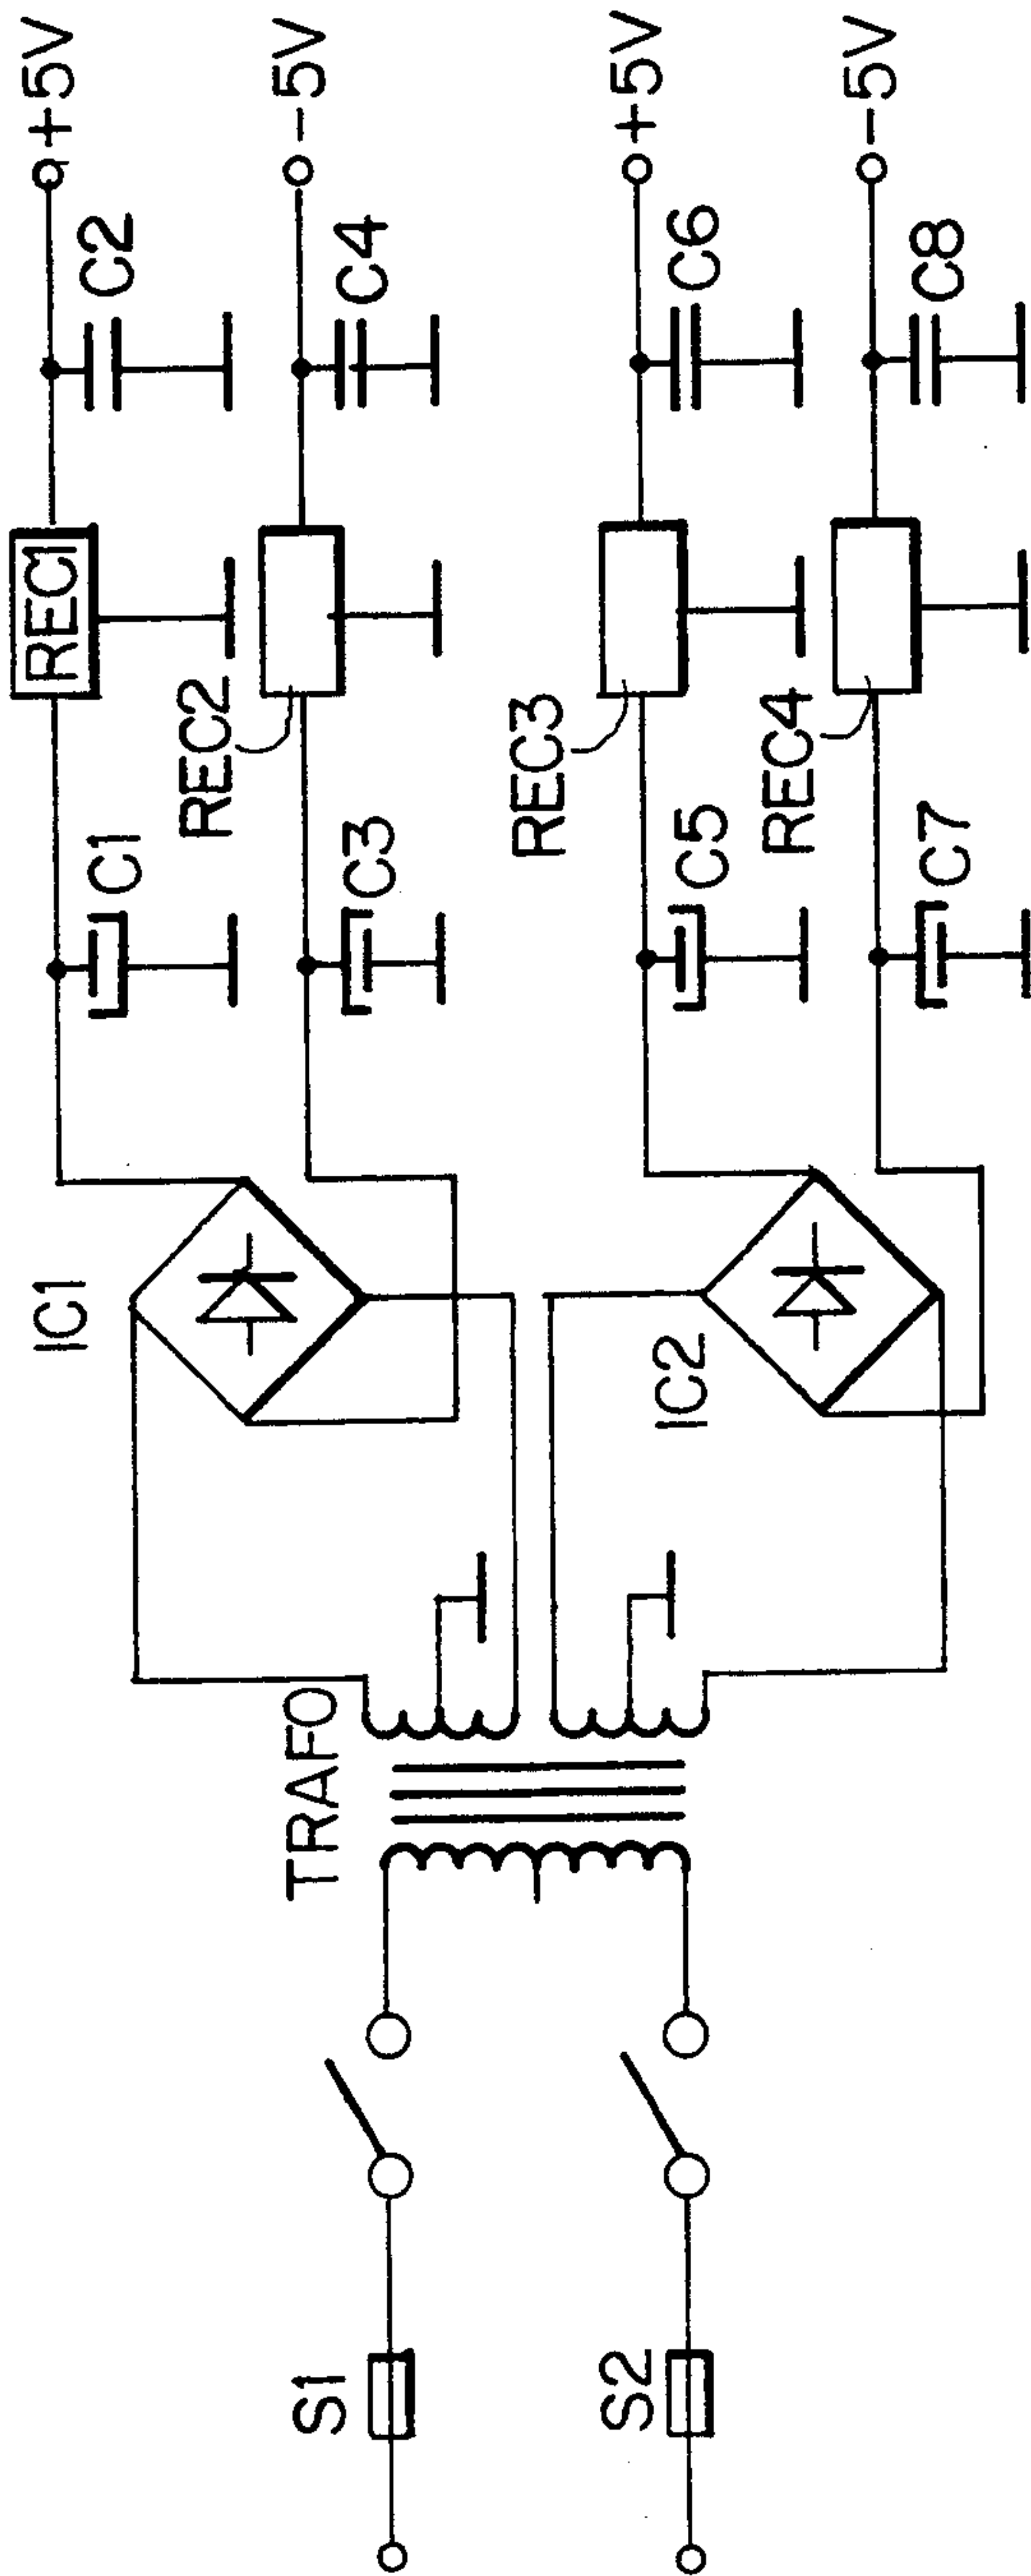 S1
S2
TRAFO
IC1
IC2
C1
REC1
C2
+5V
REC2
C3
C4
-5V
REC3
C5
C6
+5V
REC4
C7
C8
-5V